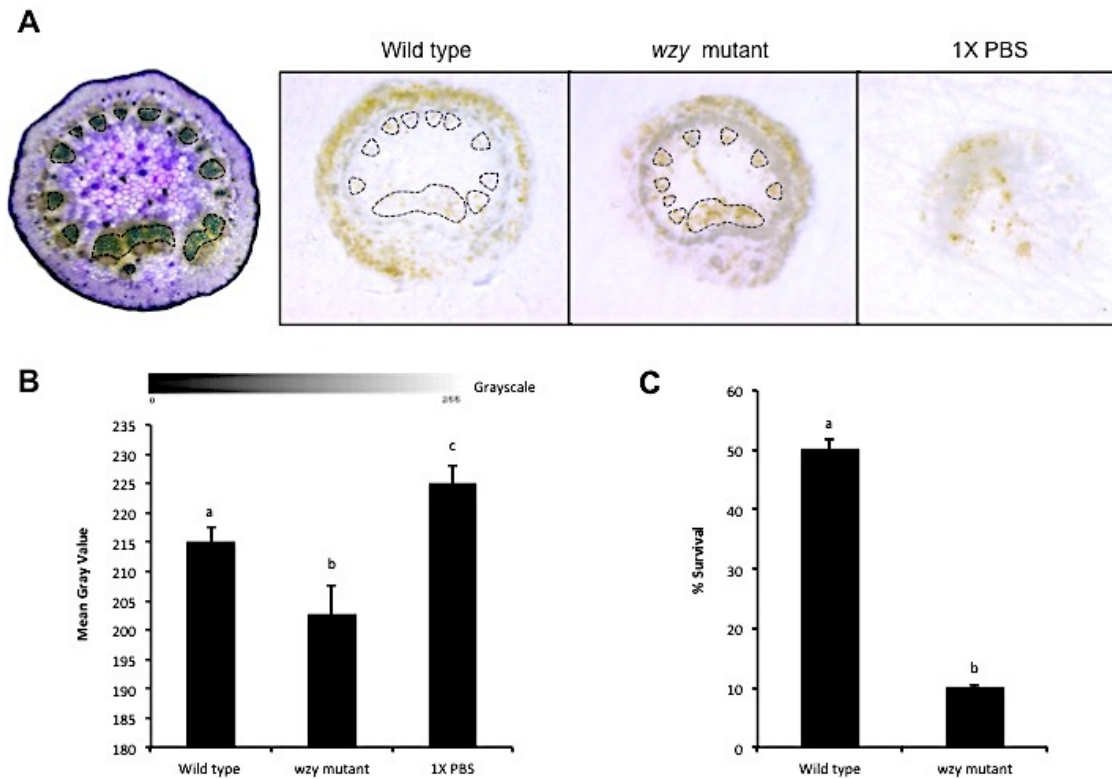 A
Wild type
wzy mutant
1X PBS
B
0
255
Grayscale
Mean Gray Value
235
230
225
220
215
210
205
200
195
190
185
180
a
b
c
Wild type
wzy mutant
1X PBS
C
% Survival
60
50
40
30
20
10
0
a
b
Wild type
wzy mutant